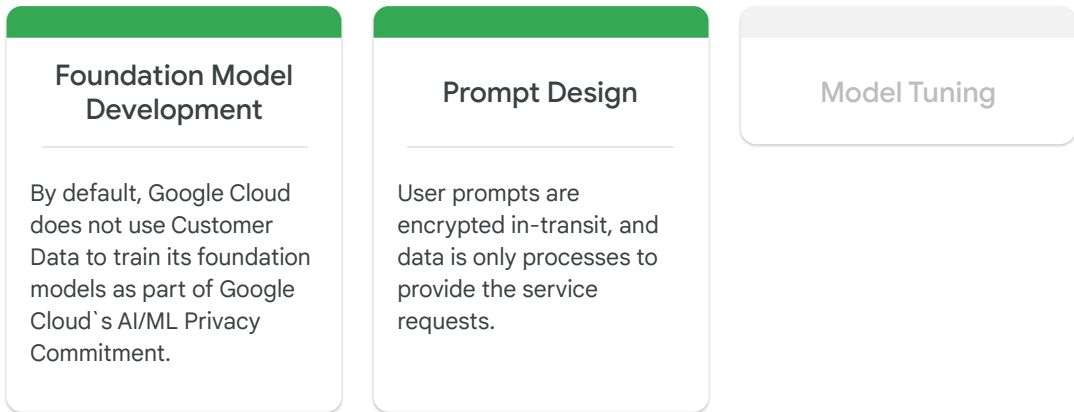 Foundation Model
Development
By default, Google Cloud
does not use Customer
Data to train its foundation
models as part of Google
Cloud`s AI/ML Privacy
Commitment.
Prompt Design
User prompts are
encrypted in-transit, and
data is only processes to
provide the service
requests.
Model Tuning